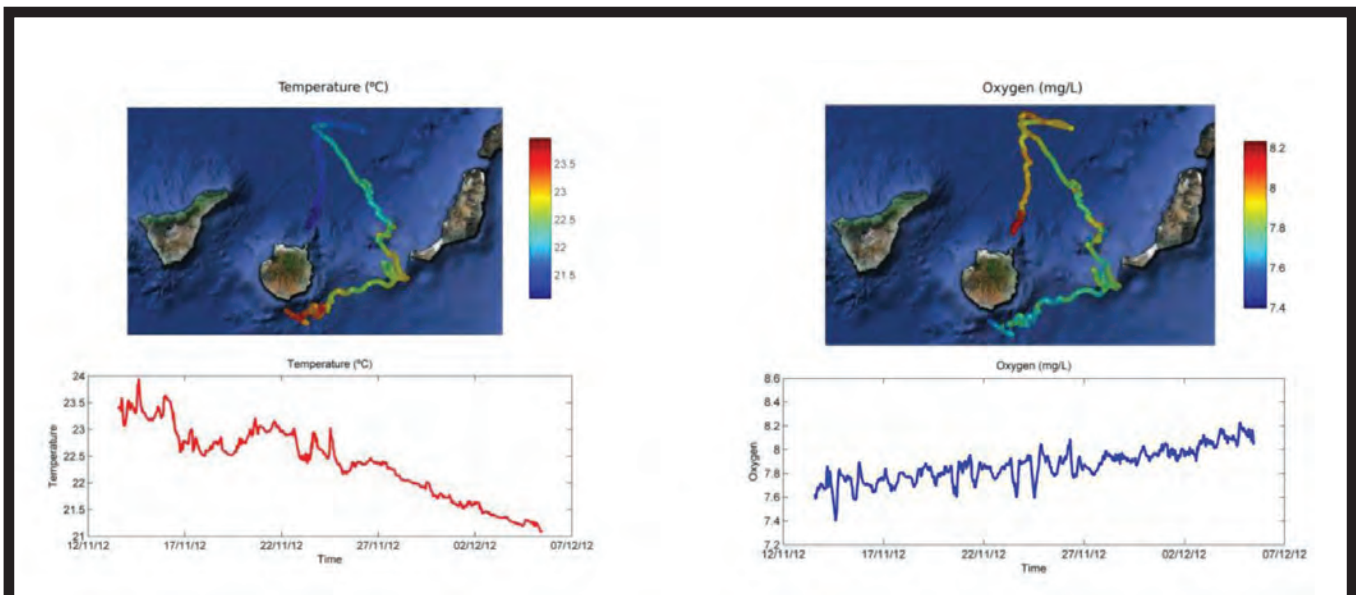 Temperature (ºC)
23.5
23
22.5
22
21.5
Temperature (ºC)
24
23.5
23
22.5
22
21.5
21
Temperature
12/11/12 17/11/12 22/11/12 27/11/12 02/12/12 07/12/12
Time
Oxygen (mg/L)
8.2
8
7.8
7.6
7.4
Oxygen (mg/L)
8.6
8.4
8.2
8
7.8
7.6
7.4
7.2
Oxygen
12/11/12 17/11/12 22/11/12 27/11/12 02/12/12 07/12/12
Time